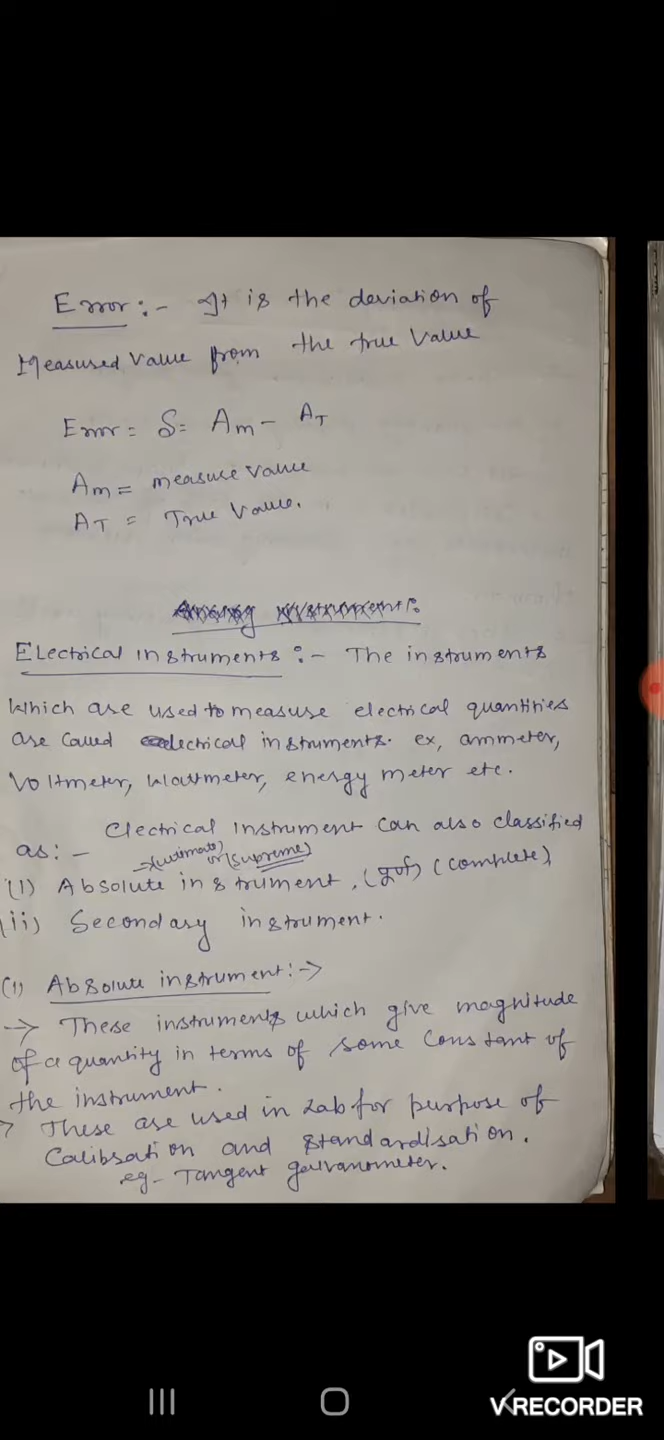 Error :- It is the deviation of
Measured Value from the true Value
Error = δ = Am - AT
Am = measure value
AT = True Value.
Electrical instruments :- The instruments
Which are used to measure electrical quantities
are called electrical instruments. ex, ammeter,
Voltmeter, Wattmeter, energy meter etc.
Electrical instrument can also classified
as :-
(ultimate) or (supreme)
(1) Absolute instrument, (पूर्ण) (complete)
(ii) Secondary instrument.
(1) Absolute instrument :→
→ These instruments which give magnitude
of a quantity in terms of some constant of
the instrument.
These are used in Lab for purpose of
Calibration and standardisation.
eg- Tangent galvanometer.
VRECORDER